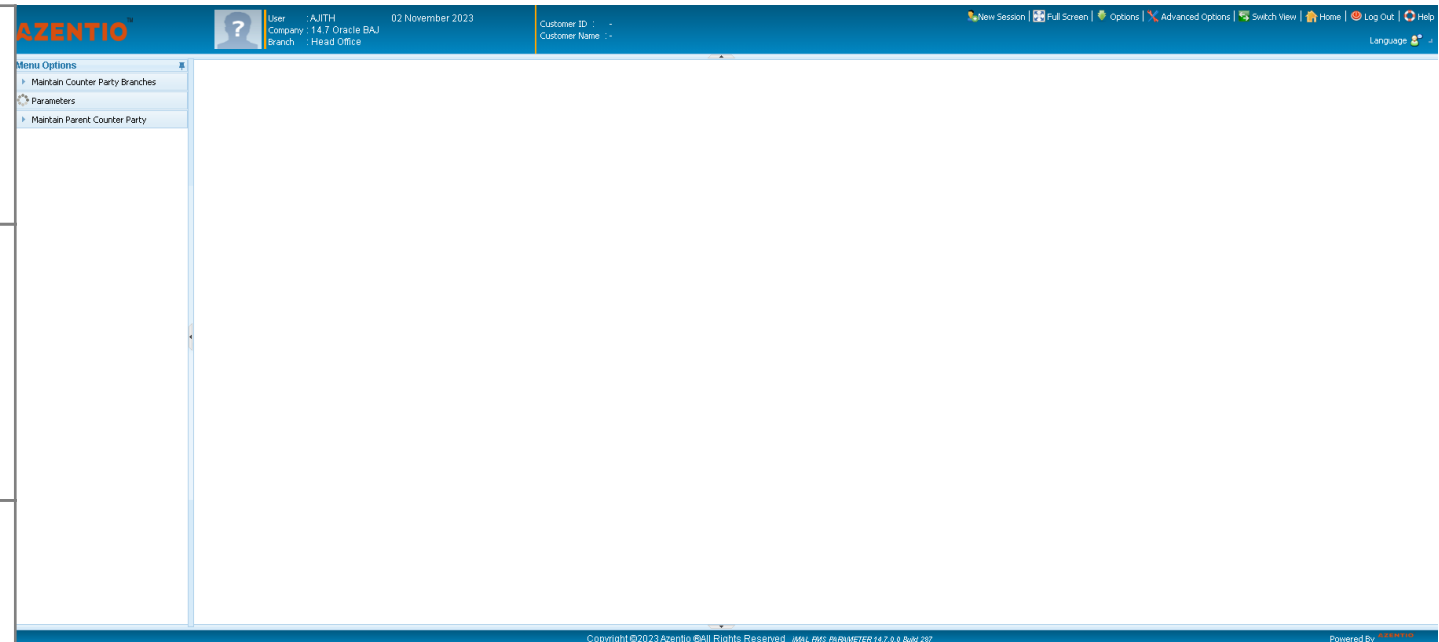 AZENTIO™
User : AJITH 02 November 2023
Company : 14.7 Oracle BAJ
Branch : Head Office
Customer ID : -
Customer Name : -
New Session | Full Screen | Options | Advanced Options | Switch View | Home | Log Out | Help
Language
Menu Options
Maintain Counter Party Branches
Parameters
Maintain Parent Counter Party
Copyright©2023 Azentio ®All Rights Reserved IMAL FMS PARAMETER 14.7.0.0 Build 297
Powered By AZENTIO